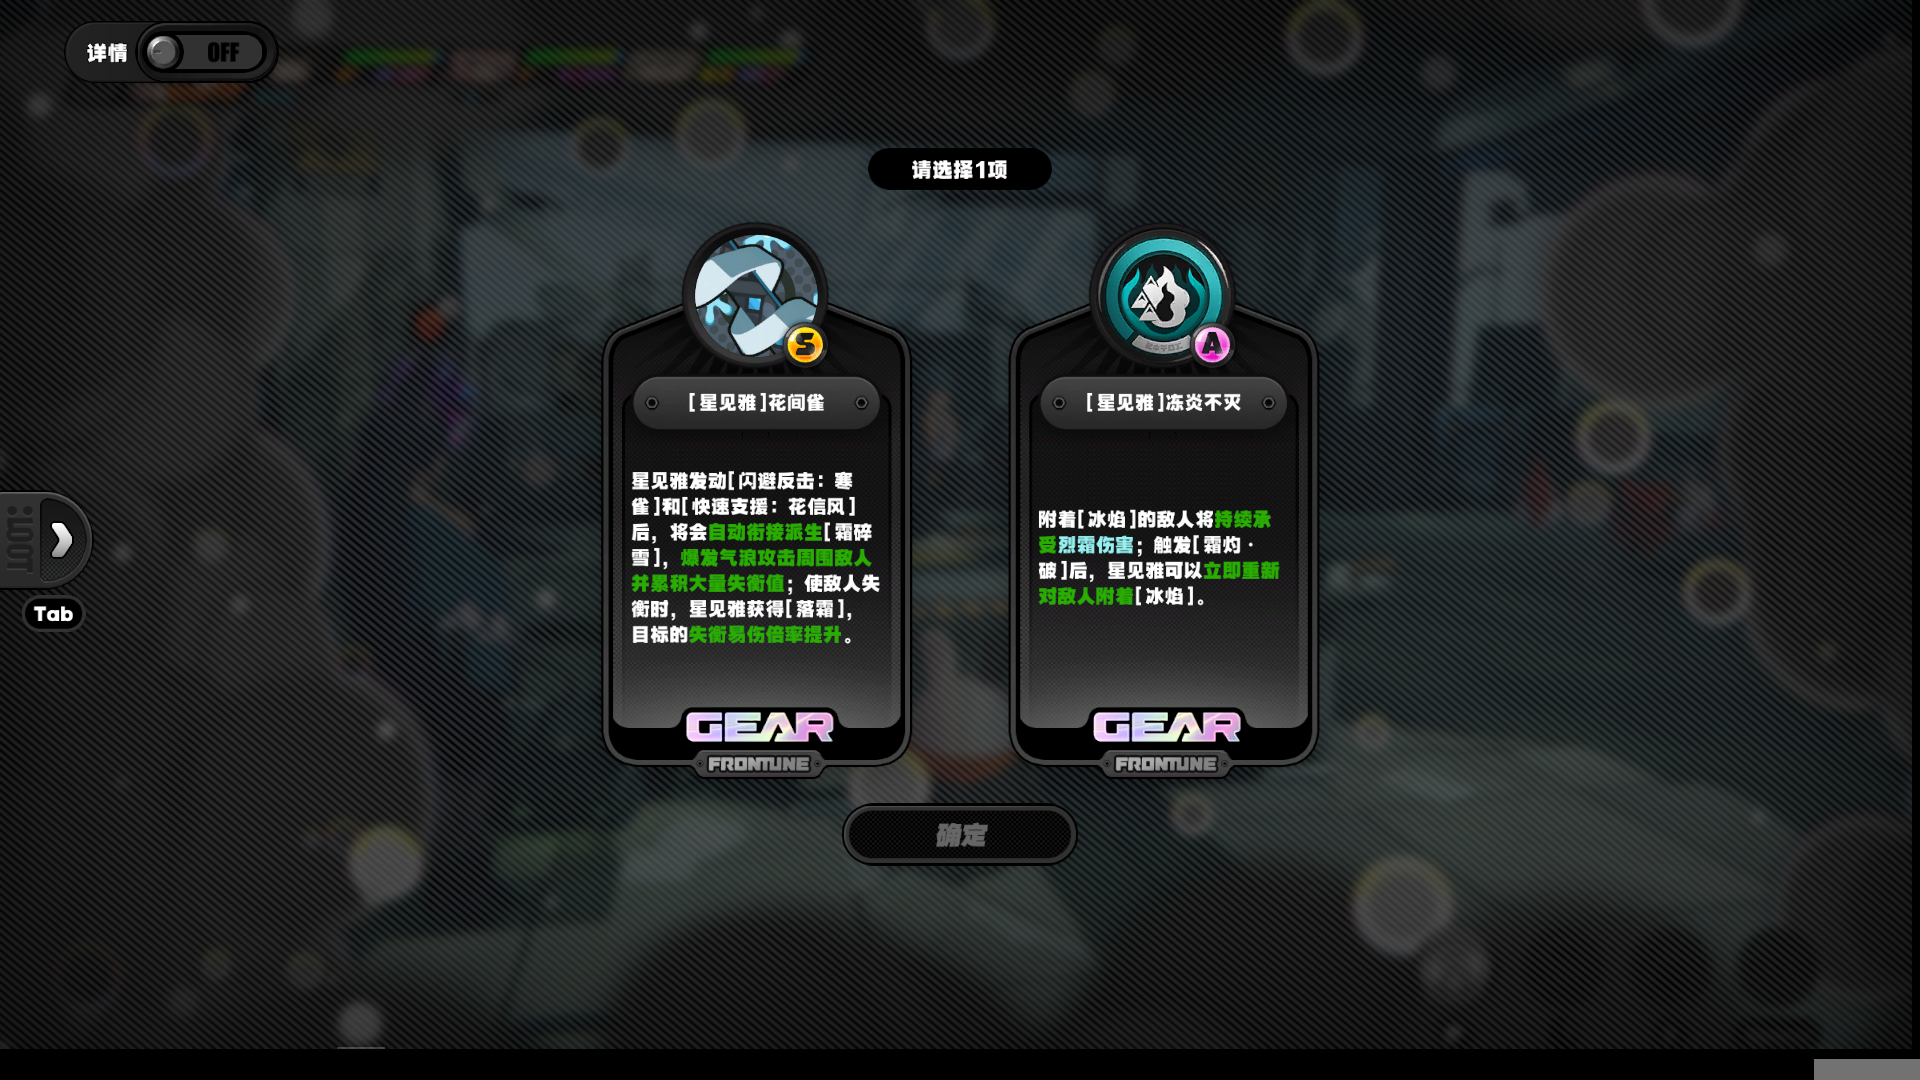 详情
OFF
请选择1项
S
[星见雅]花间雀
星见雅发动[闪避反击：寒
雀]和[快速支援：花信风]
后，将会自动衔接派生[霜碎
雪]，爆发气浪攻击周围敌人
并累积大量失衡值；使敌人失
衡时，星见雅获得[落霜]，
目标的失衡易伤倍率提升。
GEAR
FRONTUNE
A
[星见雅]冻炎不灭
附着[冰焰]的敌人将持续承
受烈霜伤害；触发[霜灼·
破]后，星见雅可以立即重新
对敌人附着[冰焰]。
GEAR
FRONTUNE
Tab
确定